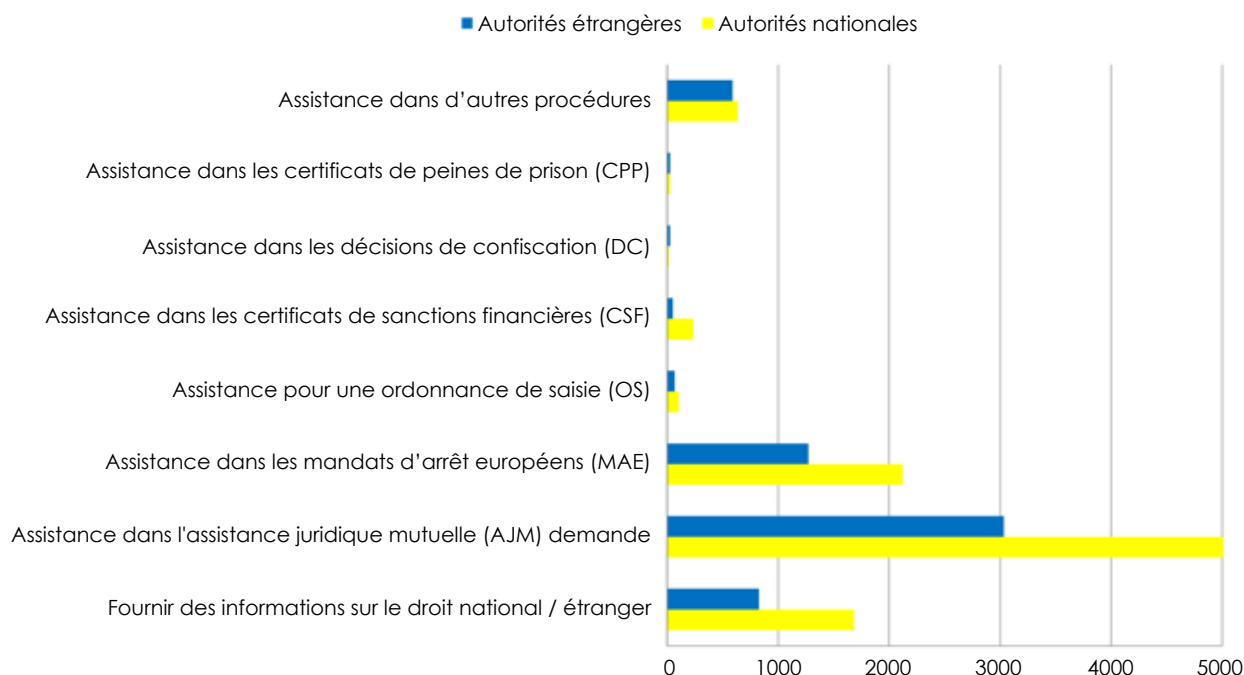 Autorités étrangères Autorités nationales
Assistance dans d’autres procédures
Assistance dans les certificats de peines de prison (CPP)
Assistance dans les décisions de confiscation (DC)
Assistance dans les certificats de sanctions financières (CSF)
Assistance pour une ordonnance de saisie (OS)
Assistance dans les mandats d’arrêt européens (MAE)
Assistance dans l'assistance juridique mutuelle (AJM) demande
Fournir des informations sur le droit national / étranger
0 1000 2000 3000 4000 5000